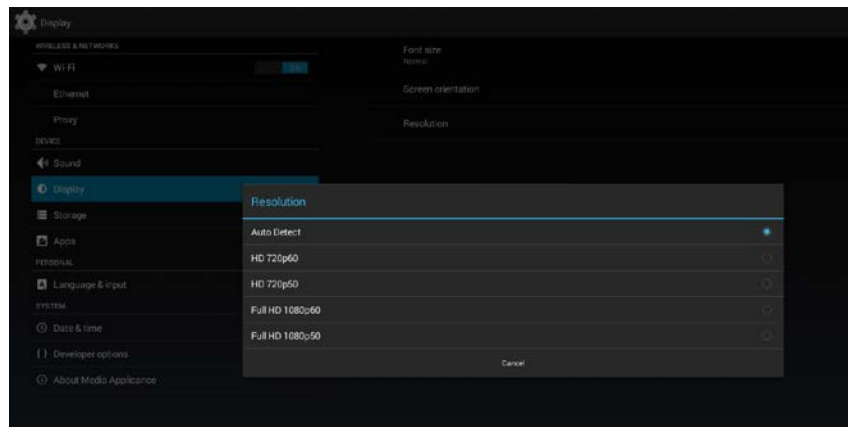 Display
WIRELESS & NETWORKS
Wi-Fi ON
Ethernet
Proxy
DEVICE
Sound
Display
Storage
Apps
PERSONAL
Language & input
SYSTEM
Date & time
{ } Developer options
About Media Applicance
Font size
Normal
Screen orientation
Resolution
Resolution
Auto Detect
HD 720p60
HD 720p50
Full HD 1080p60
Full HD 1080p50
Cancel